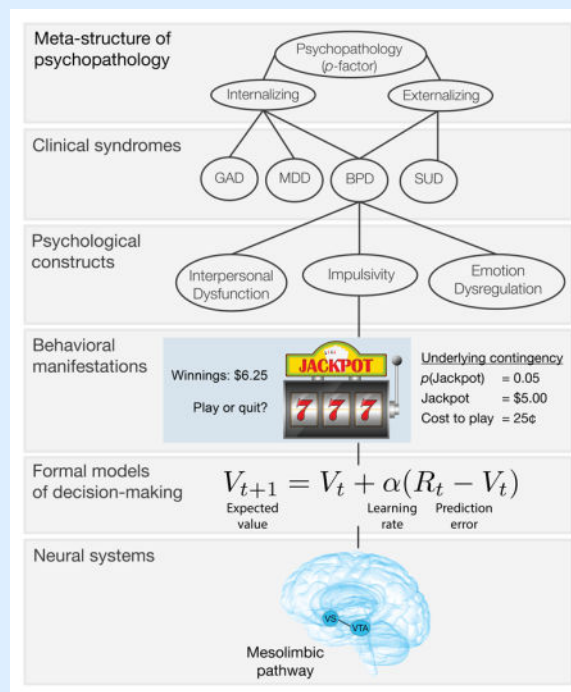 Meta-structure of
psychopathology
Psychopathology
(p-factor)
Internalizing
Externalizing
Clinical syndromes
GAD
MDD
BPD
SUD
Psychological
constructs
Interpersonal
Dysfunction
Impulsivity
Emotion
Dysregulation
Behavioral
manifestations
Winnings: $6.25
Play or quit?
JACKPOT
7 7 7
Underlying contingency
p(Jackpot) = 0.05
Jackpot = $5.00
Cost to play = 25¢
Formal models
of decision-making
V_{t+1} = V_t + α(R_t − V_t)
Expected
value
Learning
rate
Prediction
error
Neural systems
VS
VTA
Mesolimbic
pathway